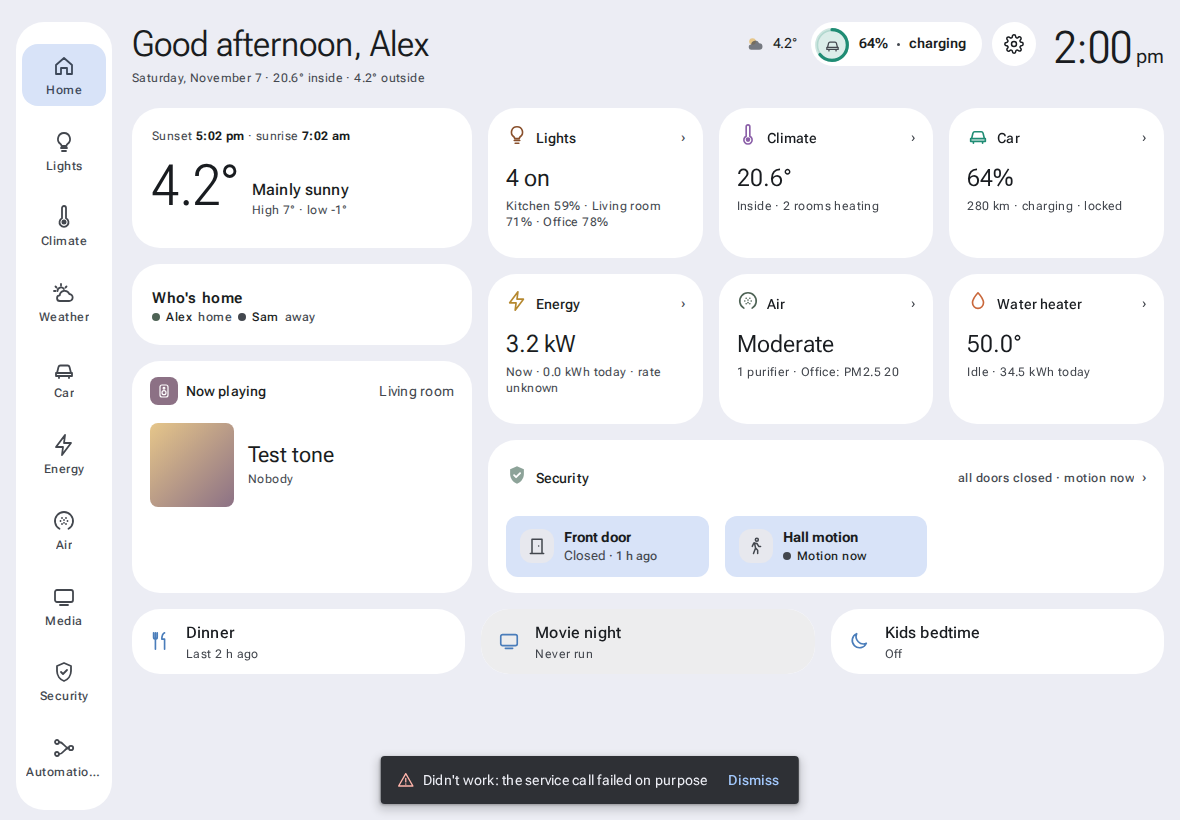 Home
Lights
Climate
Weather
Car
Energy
Air
Media
Security
Automatio...
Good afternoon, Alex
Saturday, November 7 · 20.6° inside · 4.2° outside
4.2°
64% · charging
2:00 pm
Sunset 5:02 pm · sunrise 7:02 am
4.2°
Mainly sunny
High 7° · low -1°
Who's home
Alex home Sam away
Now playing
Living room
Test tone
Nobody
Lights ›
4 on
Kitchen 59% · Living room
71% · Office 78%
Climate ›
20.6°
Inside · 2 rooms heating
Car ›
64%
280 km · charging · locked
Energy ›
3.2 kW
Now · 0.0 kWh today · rate
unknown
Air ›
Moderate
1 purifier · Office: PM2.5 20
Water heater ›
50.0°
Idle · 34.5 kWh today
Security
all doors closed · motion now ›
Front door
Closed · 1 h ago
Hall motion
Motion now
Dinner
Last 2 h ago
Movie night
Never run
Kids bedtime
Off
Didn't work: the service call failed on purpose
Dismiss